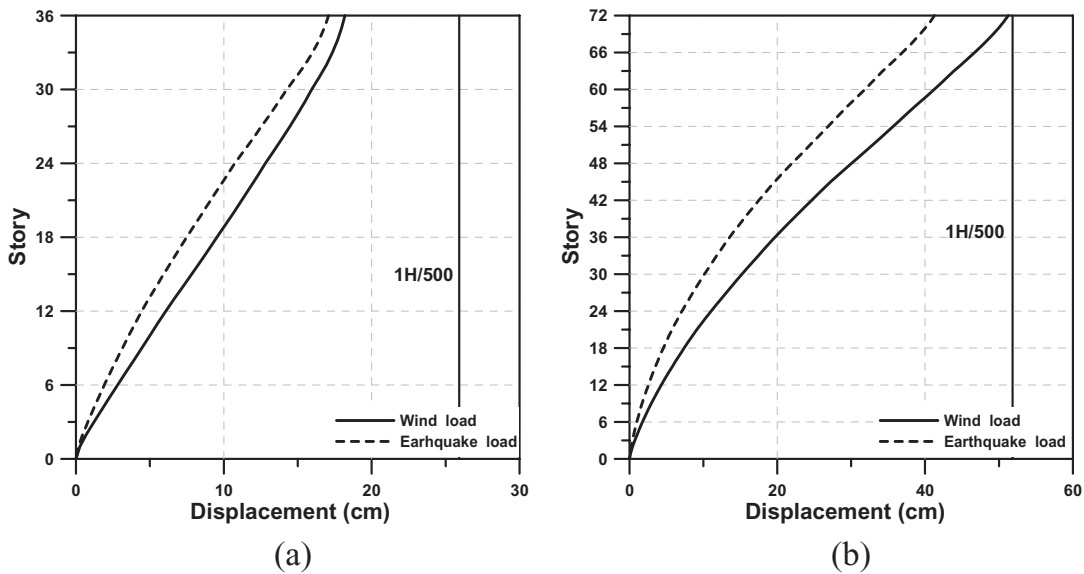 36
30
24
18
12
6
0
Story
1H/500
Wind load
Earhquake load
0
10
20
30
Displacement (cm)
(a)
72
66
60
54
48
42
36
30
24
18
12
6
0
Story
1H/500
Wind load
Earthquake load
0
20
40
60
Displacement (cm)
(b)